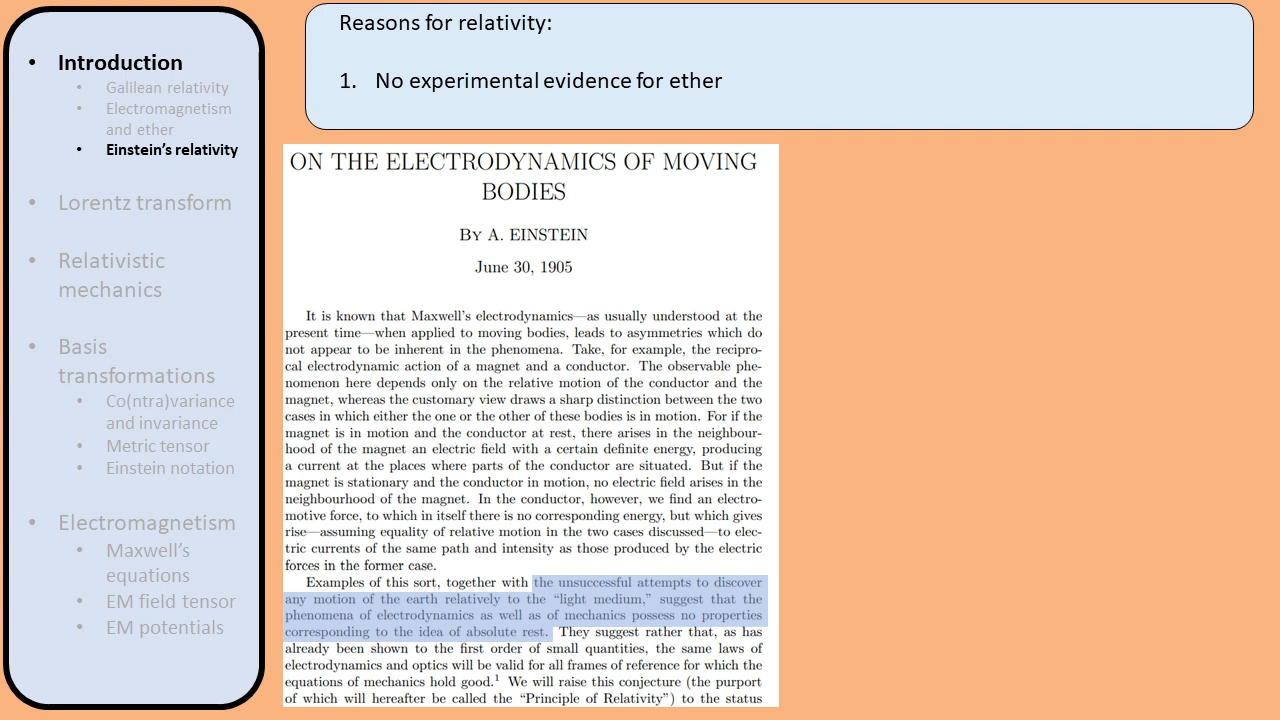 • Introduction
• Galilean relativity
• Electromagnetism
and ether
• Einstein's relativity
• Lorentz transform
• Relativistic
mechanics
• Basis
transformations
• Co(ntra)variance
and invariance
• Metric tensor
• Einstein notation
• Electromagnetism
• Maxwell's
equations
• EM field tensor
• EM potentials
Reasons for relativity:
1. No experimental evidence for ether
ON THE ELECTRODYNAMICS OF MOVING
BODIES
By A. EINSTEIN
June 30, 1905
It is known that Maxwell's electrodynamics—as usually understood at the
present time—when applied to moving bodies, leads to asymmetries which do
not appear to be inherent in the phenomena. Take, for example, the recipro-
cal electrodynamic action of a magnet and a conductor. The observable phe-
nomenon here depends only on the relative motion of the conductor and the
magnet, whereas the customary view draws a sharp distinction between the two
cases in which either the one or the other of these bodies is in motion. For if the
magnet is in motion and the conductor at rest, there arises in the neighbour-
hood of the magnet an electric field with a certain definite energy, producing
a current at the places where parts of the conductor are situated. But if the
magnet is stationary and the conductor in motion, no electric field arises in the
neighbourhood of the magnet. In the conductor, however, we find an electro-
motive force, to which in itself there is no corresponding energy, but which gives
rise—assuming equality of relative motion in the two cases discussed—to elec-
tric currents of the same path and intensity as those produced by the electric
forces in the former case.
Examples of this sort, together with the unsuccessful attempts to discover
any motion of the earth relatively to the “light medium,” suggest that the
phenomena of electrodynamics as well as of mechanics possess no properties
corresponding to the idea of absolute rest. They suggest rather that, as has
already been shown to the first order of small quantities, the same laws of
electrodynamics and optics will be valid for all frames of reference for which the
equations of mechanics hold good.¹ We will raise this conjecture (the purport
of which will hereafter be called the “Principle of Relativity”) to the status